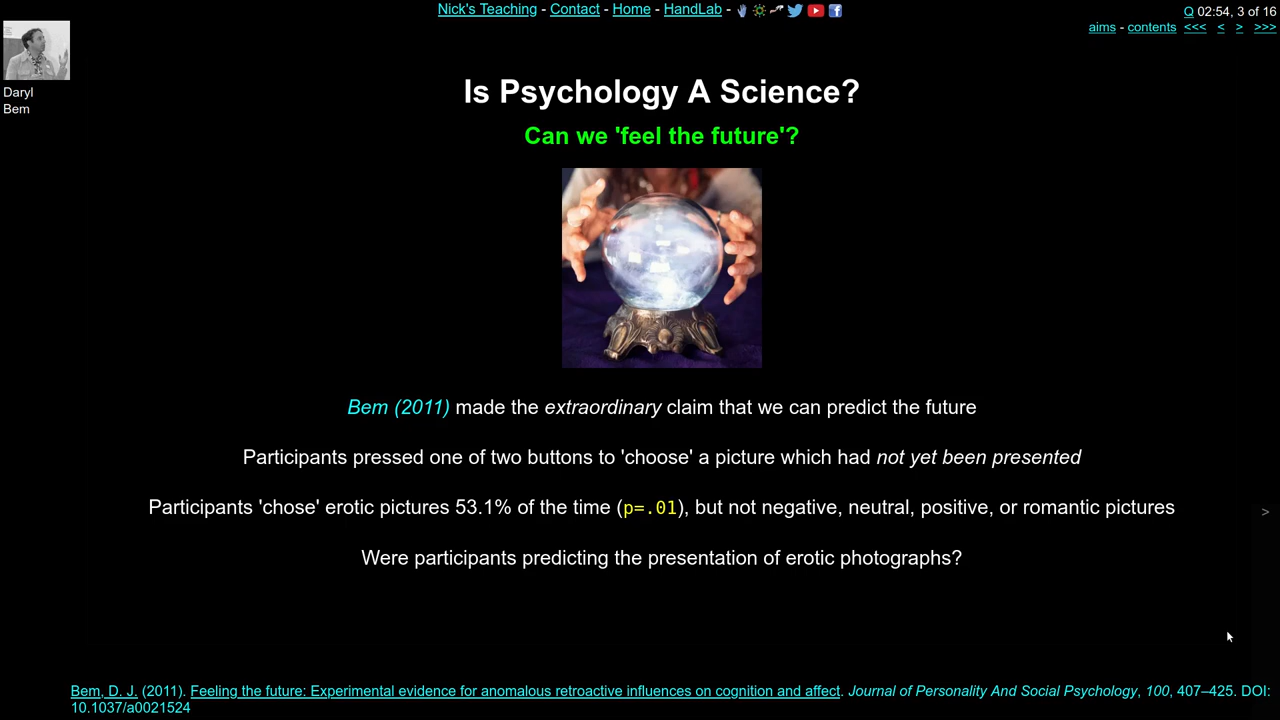 Nick's Teaching - Contact - Home - HandLab -
Q 02:54, 3 of 16
aims - contents <<< < > >>>
Daryl
Bem
Is Psychology A Science?
Can we 'feel the future'?
Bem (2011) made the extraordinary claim that we can predict the future
Participants pressed one of two buttons to 'choose' a picture which had not yet been presented
Participants 'chose' erotic pictures 53.1% of the time (p=.01), but not negative, neutral, positive, or romantic pictures
>
Were participants predicting the presentation of erotic photographs?
Bem, D. J. (2011). Feeling the future: Experimental evidence for anomalous retroactive influences on cognition and affect. Journal of Personality And Social Psychology, 100, 407–425. DOI:
10.1037/a0021524